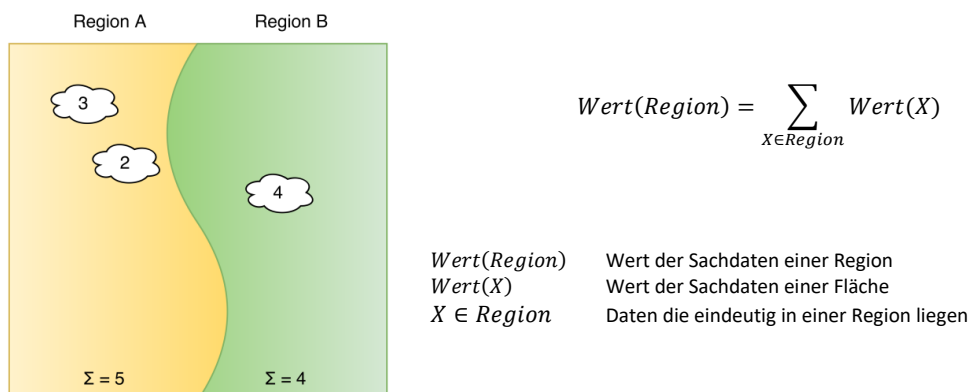 Region A Region B
3
2
4
Σ = 5 Σ = 4
Wert(Region) = ∑ Wert(X)
X∈Region
Wert(Region) Wert der Sachdaten einer Region
Wert(X) Wert der Sachdaten einer Fläche
X ∈ Region Daten die eindeutig in einer Region liegen